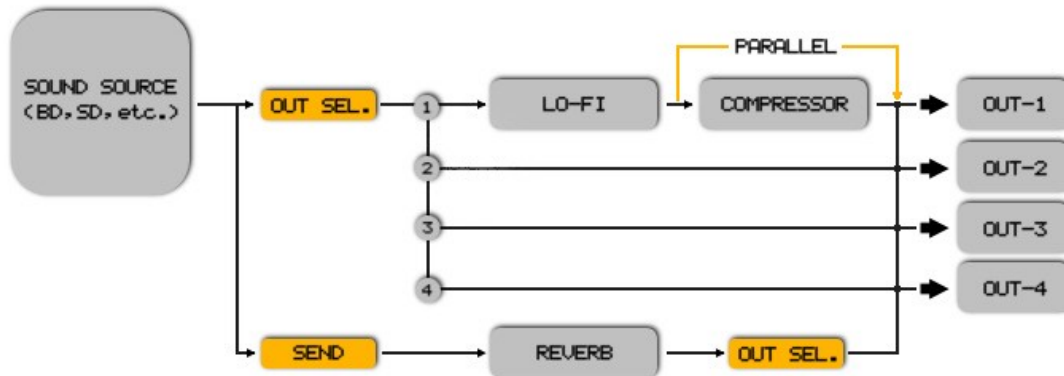 PARALLEL
SOUND SOURCE
(BD,SD,etc.)
OUT SEL.
1
LO-FI
COMPRESSOR
OUT-1
2
OUT-2
3
OUT-3
4
OUT-4
SEND
REVERB
OUT SEL.